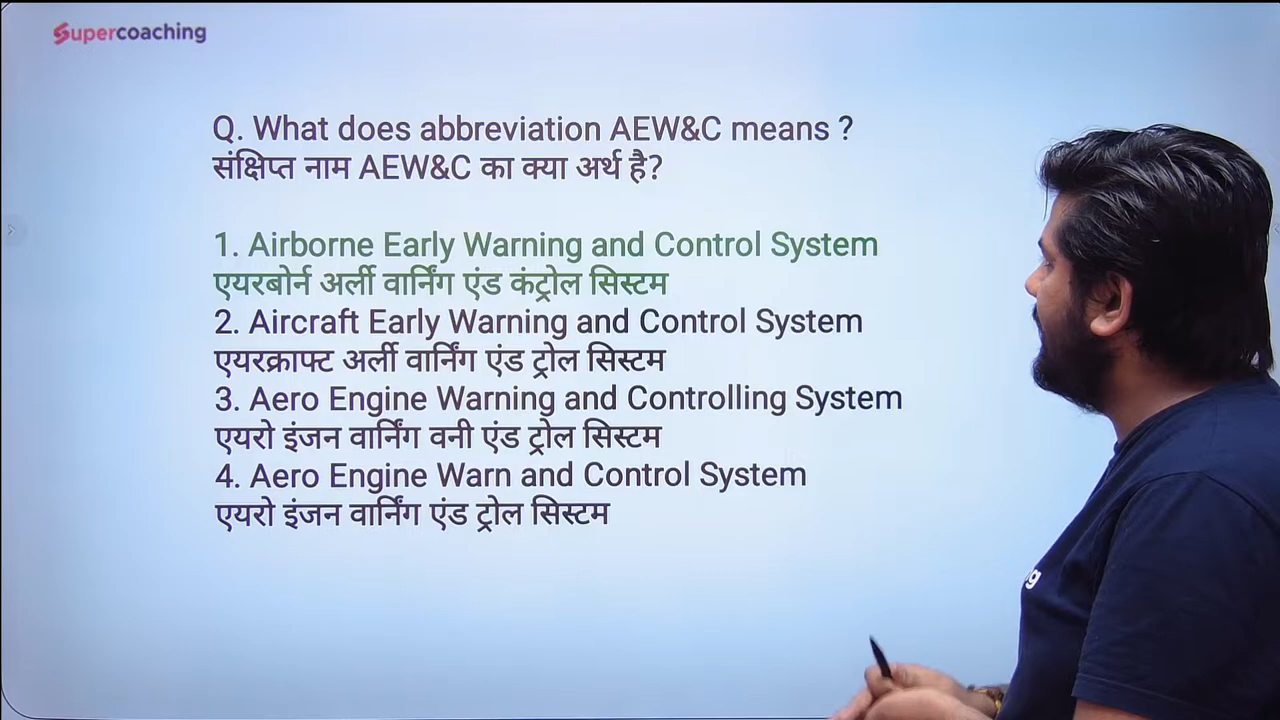 Supercoaching
Q. What does abbreviation AEW&C means ?
संक्षिप्त नाम AEW&C का क्या अर्थ है?
1. Airborne Early Warning and Control System
एयरबोर्न अर्ली वार्निंग एंड कंट्रोल सिस्टम
2. Aircraft Early Warning and Control System
एयरक्राफ्ट अर्ली वार्निंग एंड ट्रोल सिस्टम
3. Aero Engine Warning and Controlling System
एयरो इंजन वार्निंग वनी एंड ट्रोल सिस्टम
4. Aero Engine Warn and Control System
एयरो इंजन वार्निंग एंड ट्रोल सिस्टम